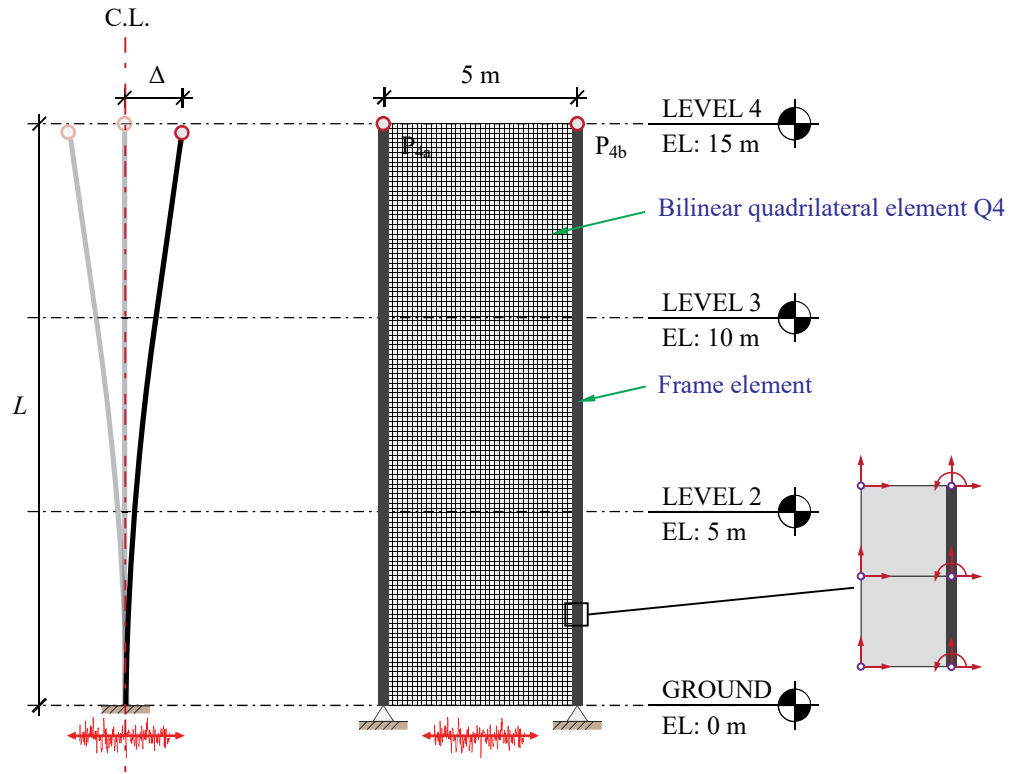 C.L.
Δ
5 m
LEVEL 4
EL: 15 m
P4a
P4b
Bilinear quadrilateral element Q4
LEVEL 3
EL: 10 m
Frame element
L
LEVEL 2
EL: 5 m
GROUND
EL: 0 m